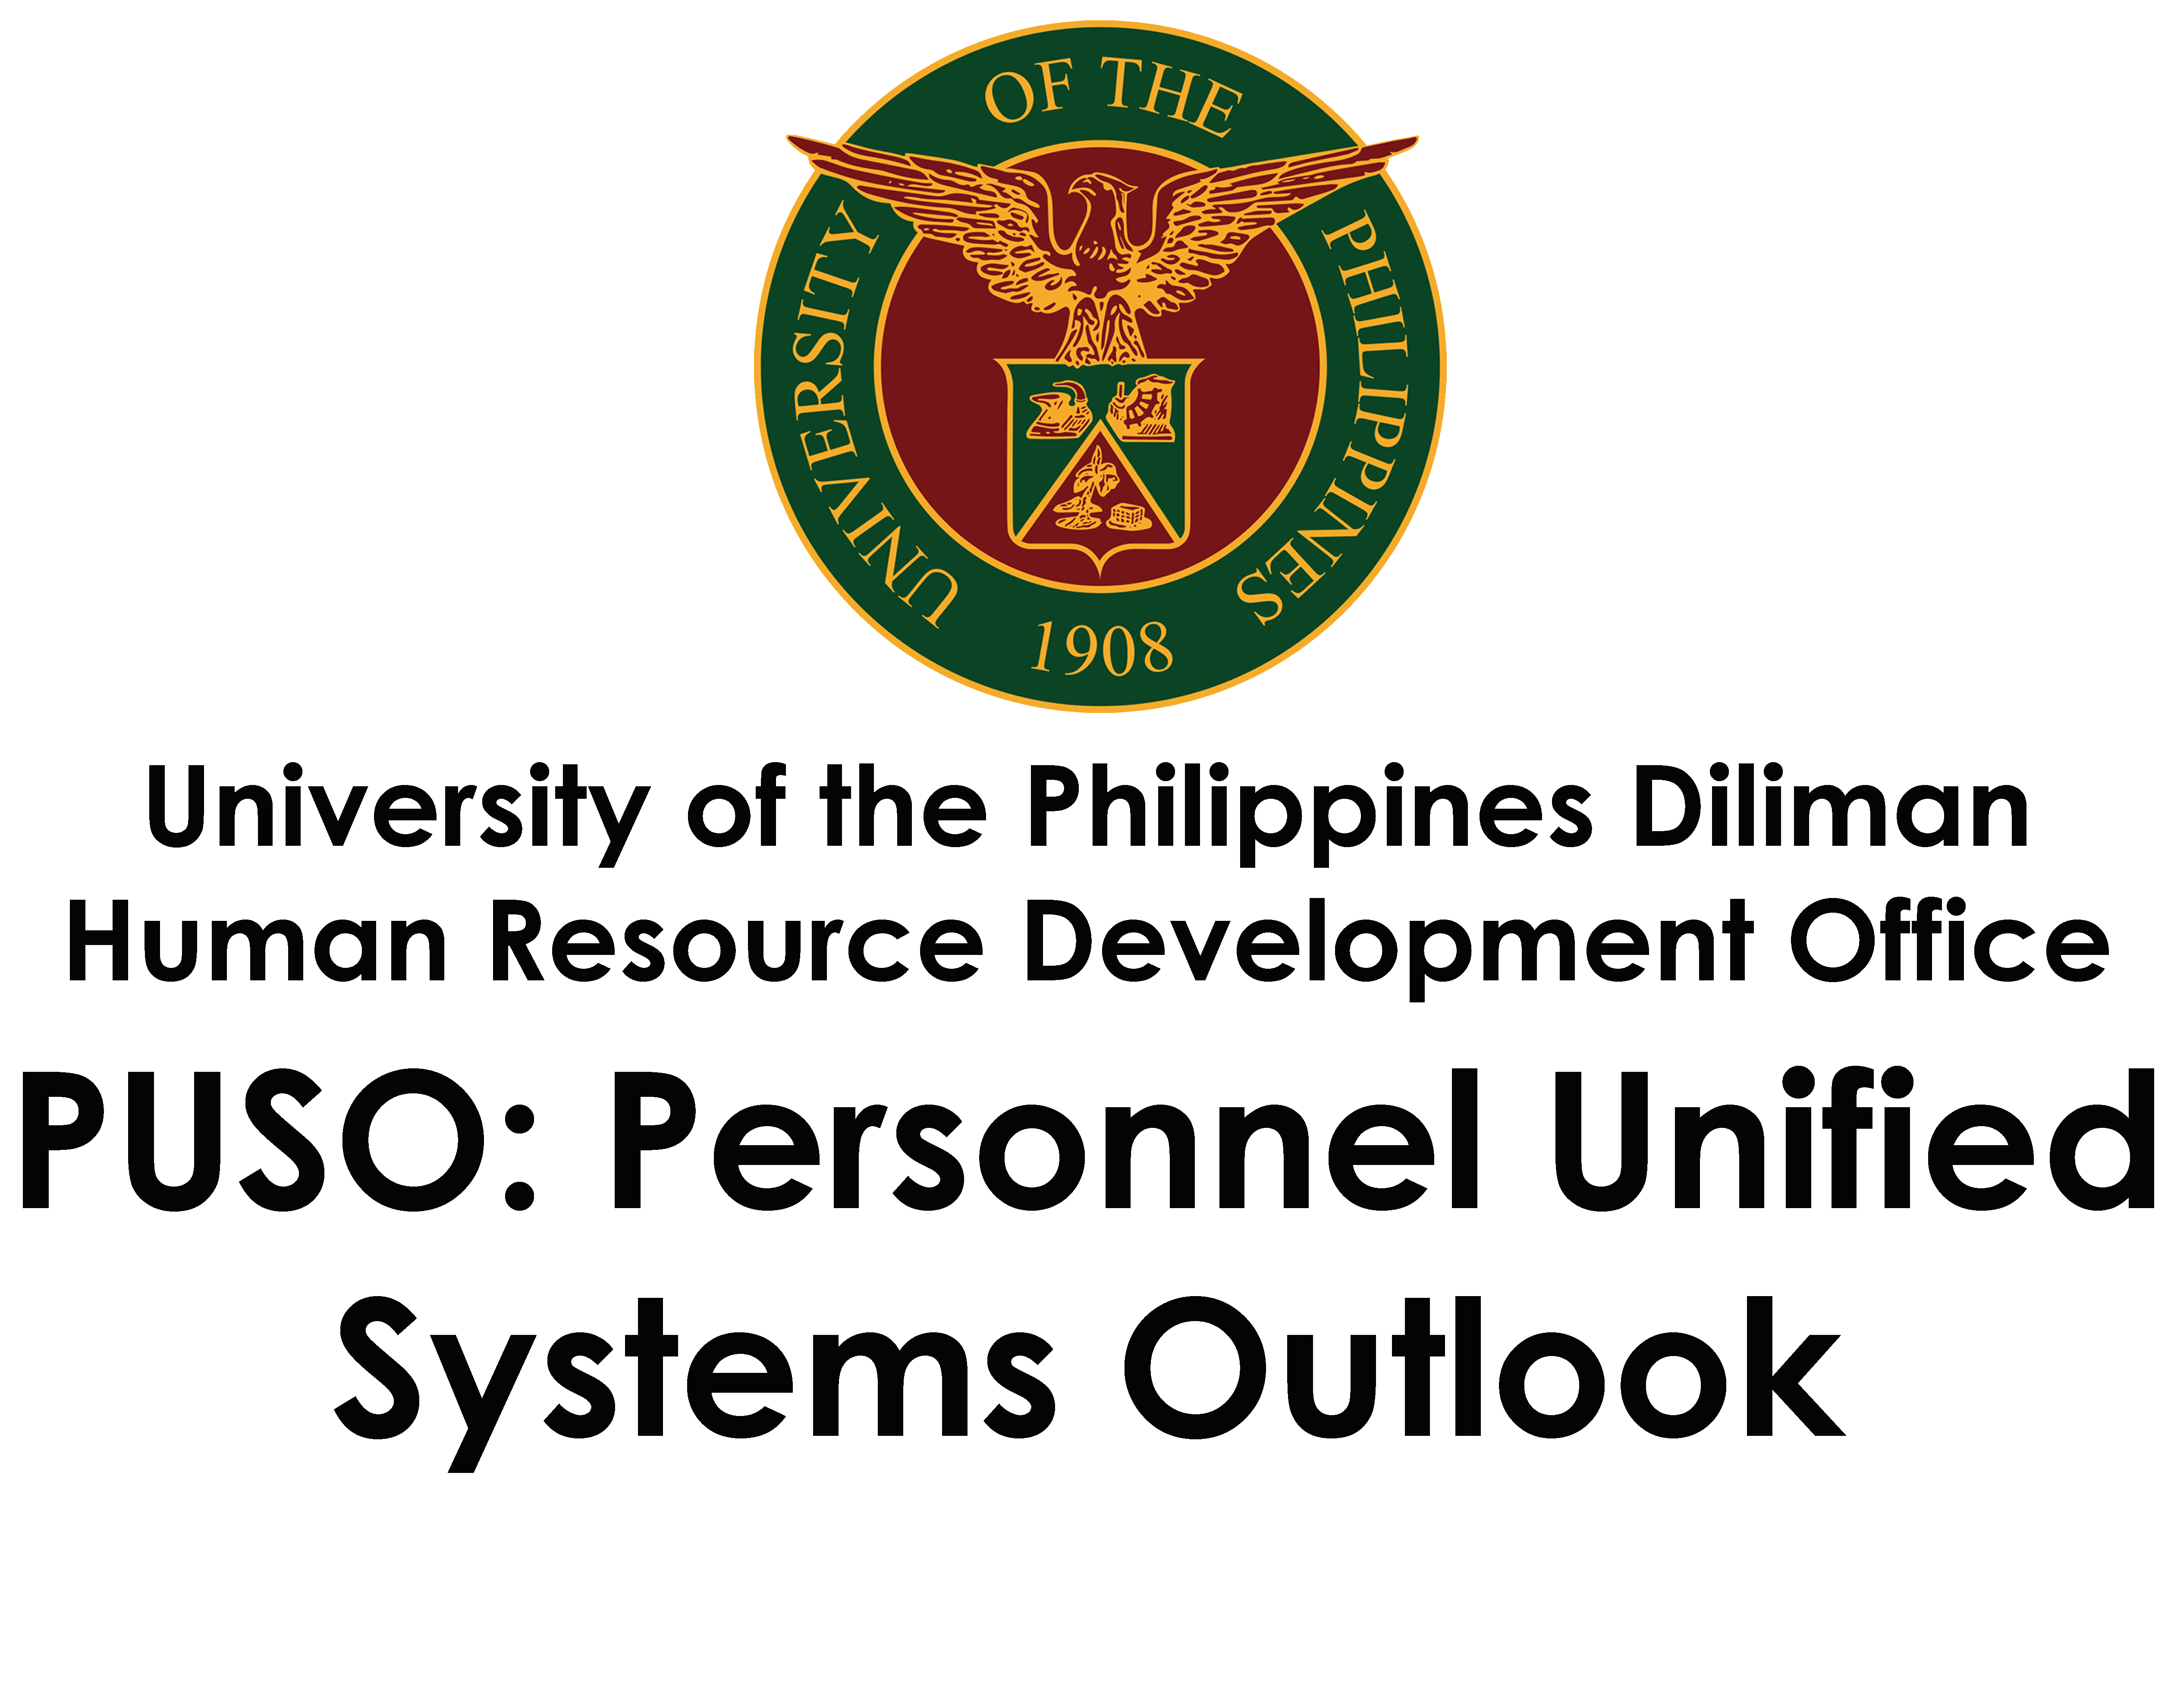 UNIVERSITY OF THE PHILIPPINES
1908
University of the Philippines Diliman
Human Resource Development Office
PUSO: Personnel Unified
Systems Outlook